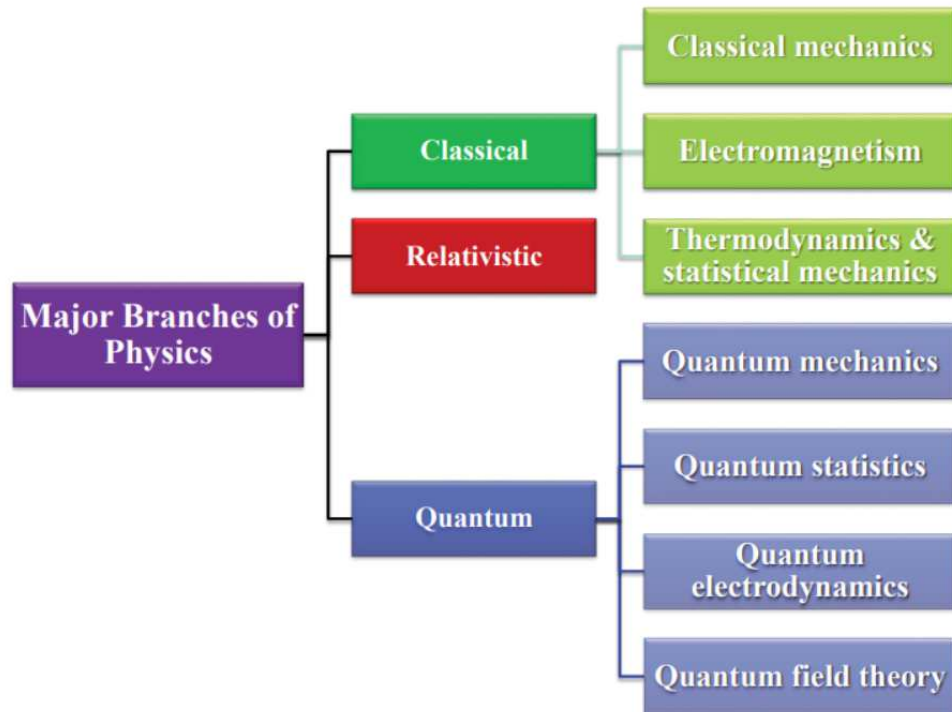 Major Branches of
Physics
Classical
Classical mechanics
Electromagnetism
Thermodynamics &
statistical mechanics
Relativistic
Quantum
Quantum mechanics
Quantum statistics
Quantum
electrodynamics
Quantum field theory